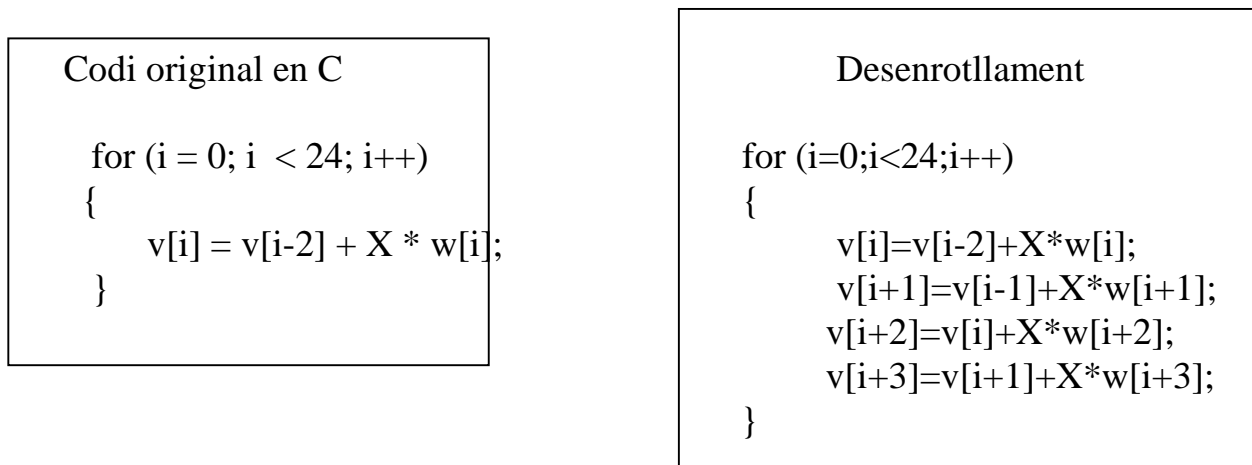 Codi original en C
for (i = 0; i < 24; i++)
{
v[i] = v[i-2] + X * w[i];
}
Desenrotllament
for (i=0;i<24;i++)
{
v[i]=v[i-2]+X*w[i];
v[i+1]=v[i-1]+X*w[i+1];
v[i+2]=v[i]+X*w[i+2];
v[i+3]=v[i+1]+X*w[i+3];
}